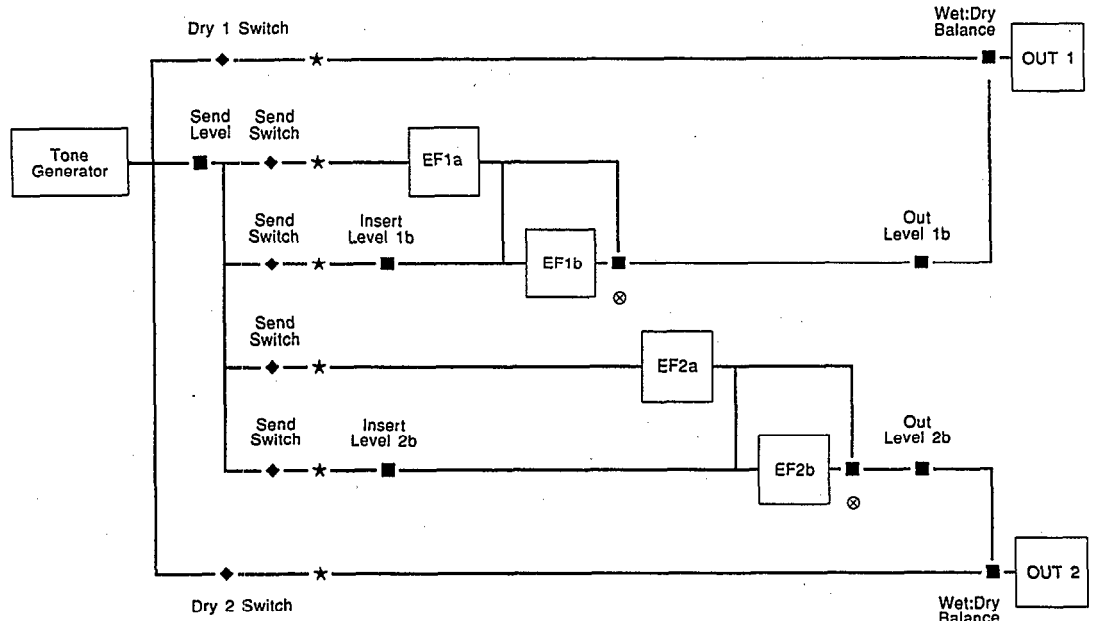 Dry 1 Switch
Wet:Dry
Balance
OUT 1
Tone
Generator
Send
Level
Send
Switch
EF1a
Send
Switch
Insert
Level 1b
EF1b
Out
Level 1b
Send
Switch
EF2a
Send
Switch
Insert
Level 2b
EF2b
Out
Level 2b
OUT 2
Dry 2 Switch
Wet:Dry
Balance